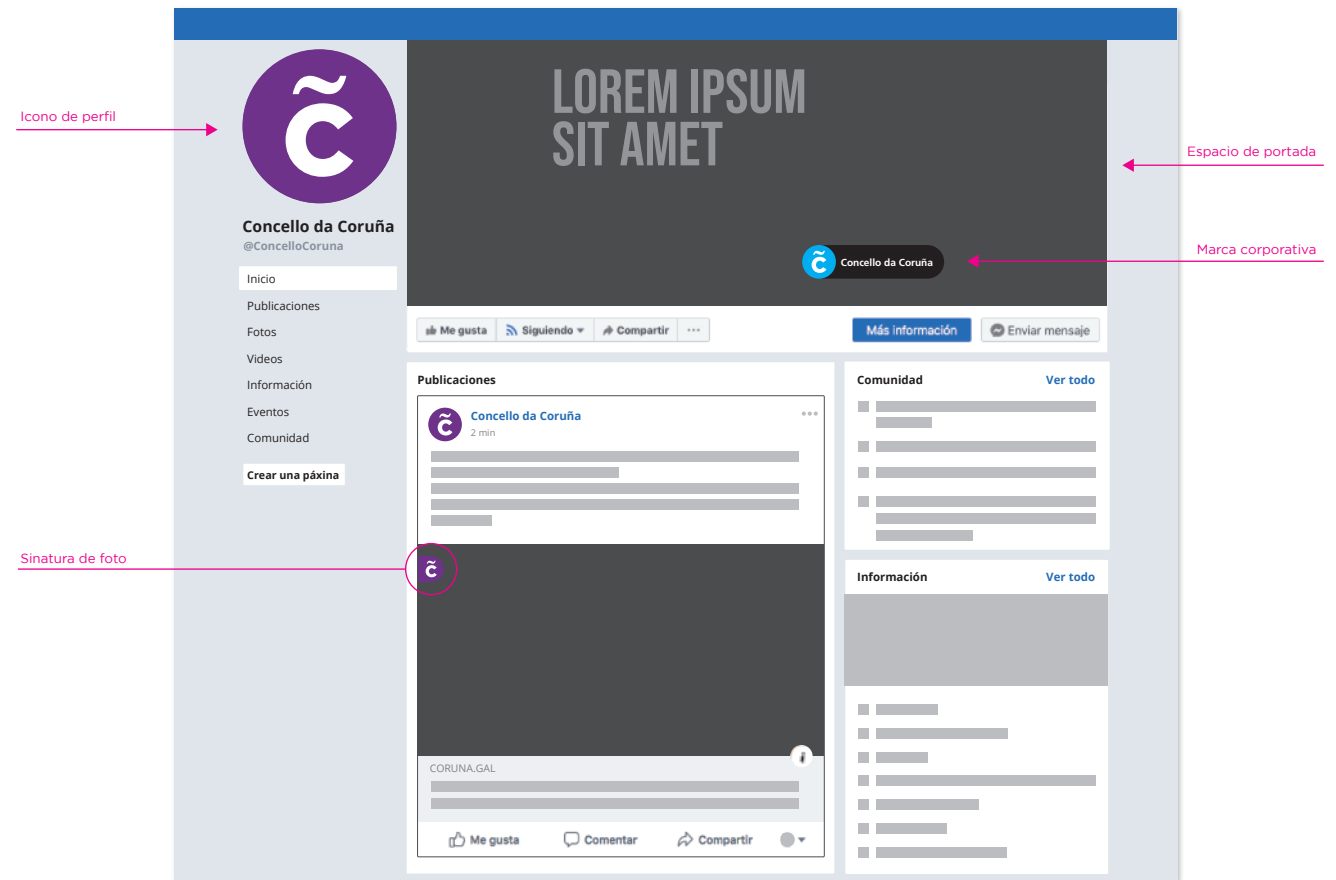 Icono de perfil
LOREM IPSUM
SIT AMET
Espacio de portada
Marca corporativa
c̃
Concello da Coruña
@ConcelloCoruna
c̃ Concello da Coruña
Inicio
Publicaciones
Fotos
Videos
Información
Eventos
Comunidad
Crear una páxina
Me gusta Siguiendo Compartir ···
Más información Enviar mensaje
Publicaciones
c̃ Concello da Coruña
2 min
Sinatura de foto
c̃
CORUNA.GAL
i
Me gusta Comentar Compartir
Comunidad Ver todo
Información Ver todo